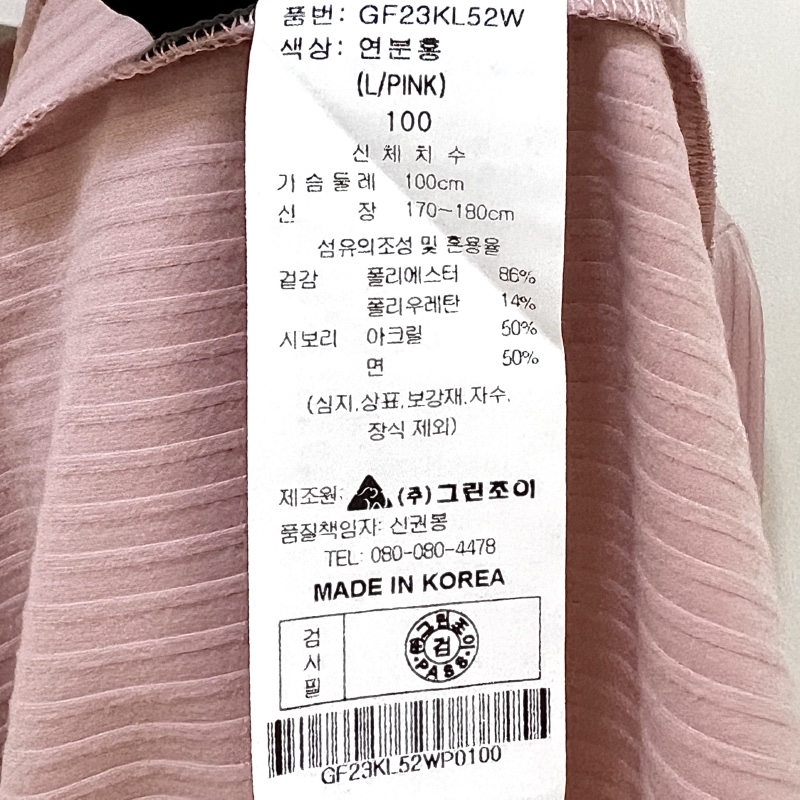 품번: GF23KL52W
색상: 연분홍
(L/PINK)
100
신 체 치 수
가 슴 둘 레 100cm
신 장 170~180cm
섬유의조성 및 혼용율
겉감 폴리에스터 86%
폴리우레탄 14%
시보리 아크릴 50%
면 50%
(심지,상표,보강재,자수,
장식 제외)
제조원: (주)그린조이
품질책임자: 신권봉
TEL: 080-080-4478
MADE IN KOREA
검사필
그린조이
검
PASS
GF23KL52WP0100